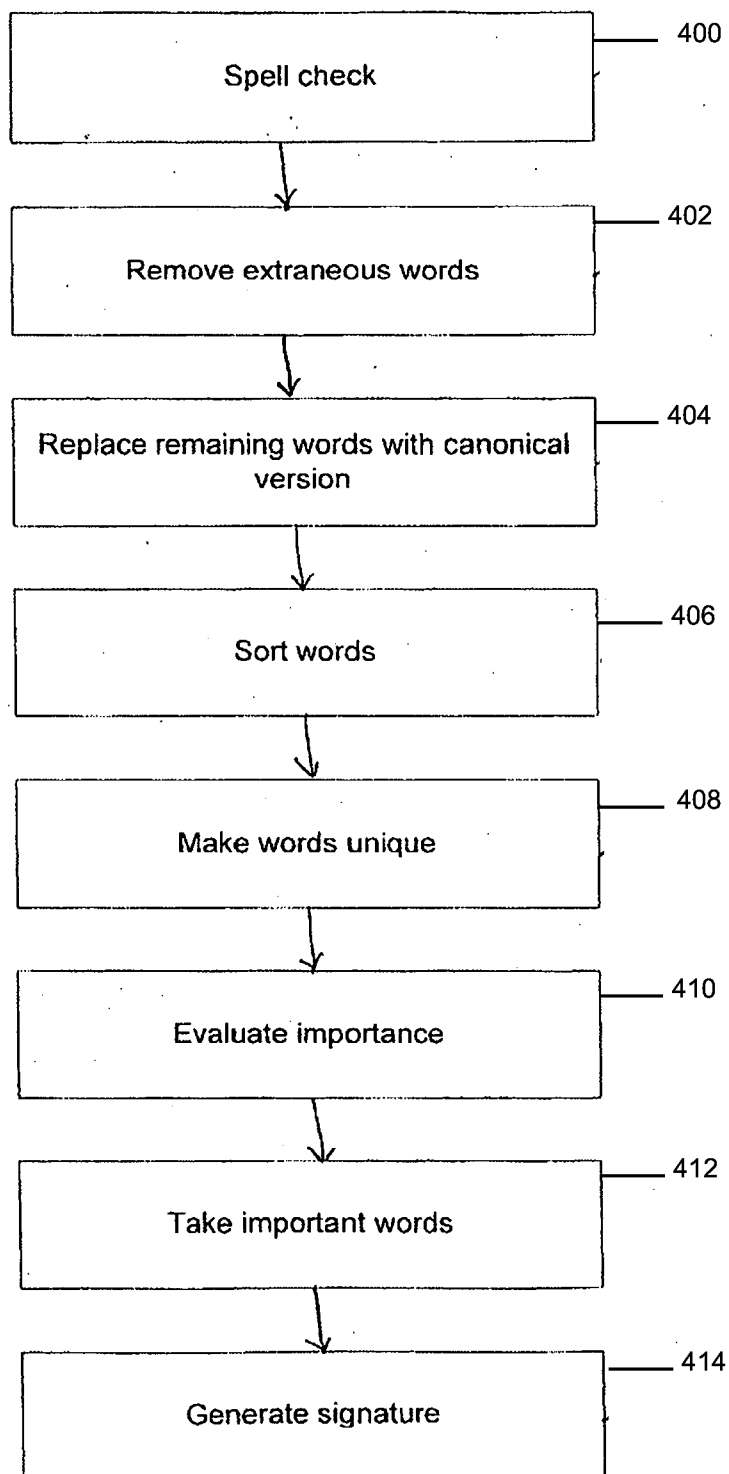 400
Spell check
402
Remove extraneous words
404
Replace remaining words with canonical
version
406
Sort words
408
Make words unique
410
Evaluate importance
412
Take important words
414
Generate signature